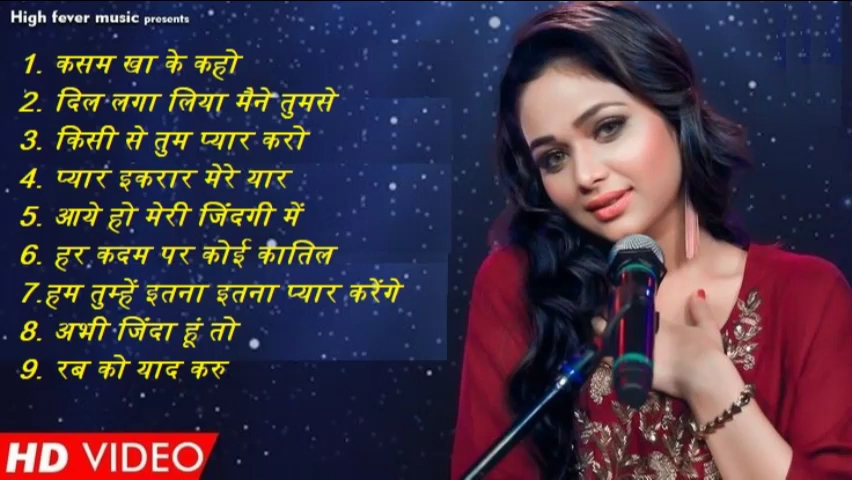 High fever music presents
1. कसम खा के कहो
2. दिल लगा लिया मैने तुमसे
3. किसी से तुम प्यार करो
4. प्यार इकरार मेरे यार
5. आये हो मेरी जिंदगी में
6. हर कदम पर कोई कातिल
7.हम तुम्हें इतना इतना प्यार करेंगे
8. अभी जिंदा हूं तो
9. रब को याद करु
HD VIDEO